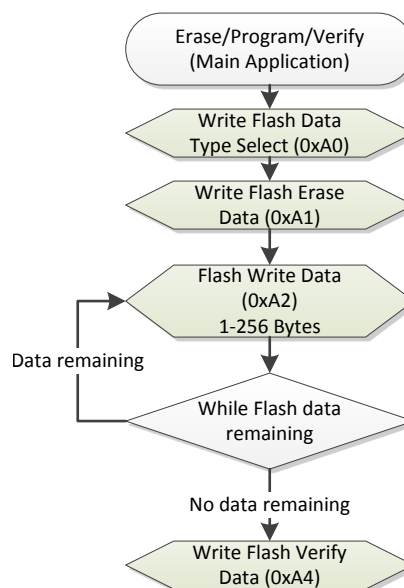 Erase/Program/Verify
(Main Application)
Write Flash Data
Type Select (0xA0)
Write Flash Erase
Data (0xA1)
Flash Write Data
(0xA2)
1-256 Bytes
Data remaining
While Flash data
remaining
No data remaining
Write Flash Verify
Data (0xA4)